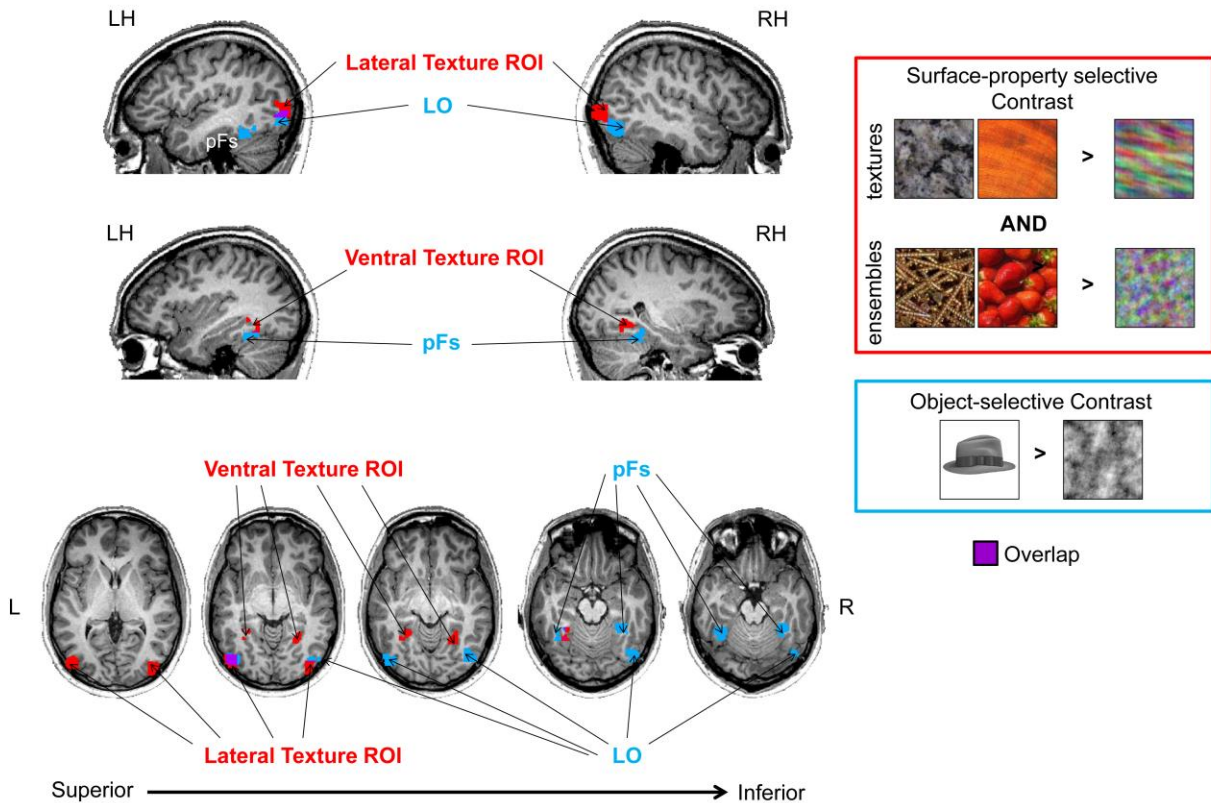 LH
RH
Lateral Texture ROI
LO
pFs
LH
RH
Ventral Texture ROI
pFs
Ventral Texture ROI
pFs
L
R
Lateral Texture ROI
LO
Superior
Inferior
Surface-property selective
Contrast
textures
>
AND
ensembles
>
Object-selective Contrast
>
Overlap